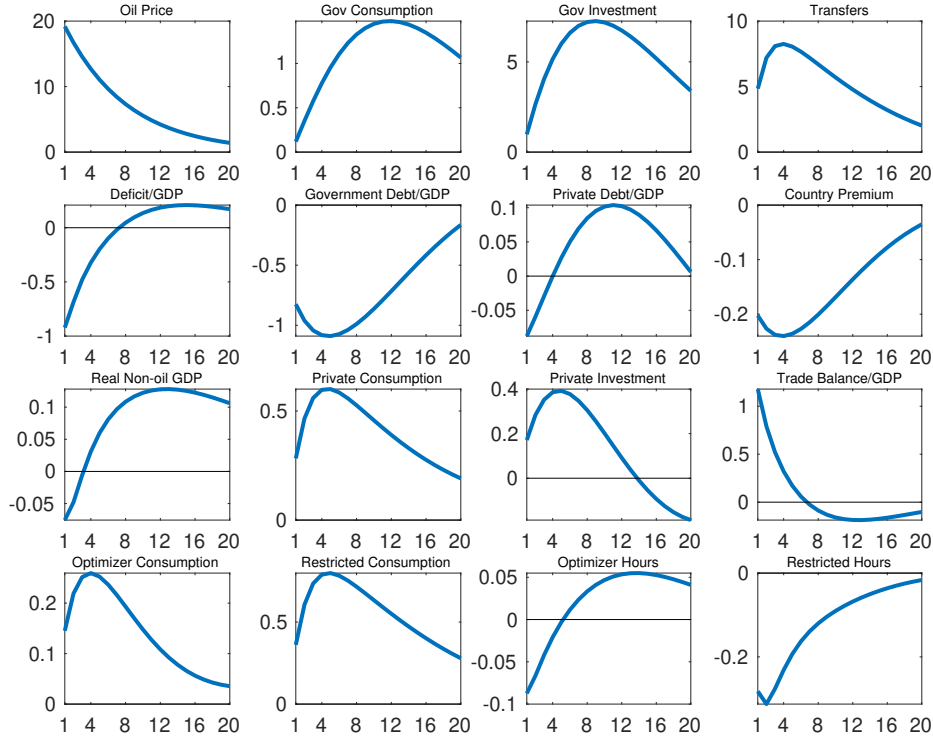 Oil Price
20
10
0
1 4 8 12 16 20
Gov Consumption
1
0.5
0
1 4 8 12 16 20
Gov Investment
5
0
1 4 8 12 16 20
Transfers
10
5
0
1 4 8 12 16 20
Deficit/GDP
0
-0.5
-1
1 4 8 12 16 20
Government Debt/GDP
0
-0.5
-1
1 4 8 12 16 20
Private Debt/GDP
0.1
0.05
0
-0.05
1 4 8 12 16 20
Country Premium
0
-0.1
-0.2
1 4 8 12 16 20
Real Non-oil GDP
0.1
0.05
0
-0.05
1 4 8 12 16 20
Private Consumption
0.5
0
1 4 8 12 16 20
Private Investment
0.4
0.2
0
1 4 8 12 16 20
Trade Balance/GDP
1
0.5
0
1 4 8 12 16 20
Optimizer Consumption
0.2
0.1
0
1 4 8 12 16 20
Restricted Consumption
0.5
0
1 4 8 12 16 20
Optimizer Hours
0.05
0
-0.05
-0.1
1 4 8 12 16 20
Restricted Hours
0
-0.2
1 4 8 12 16 20